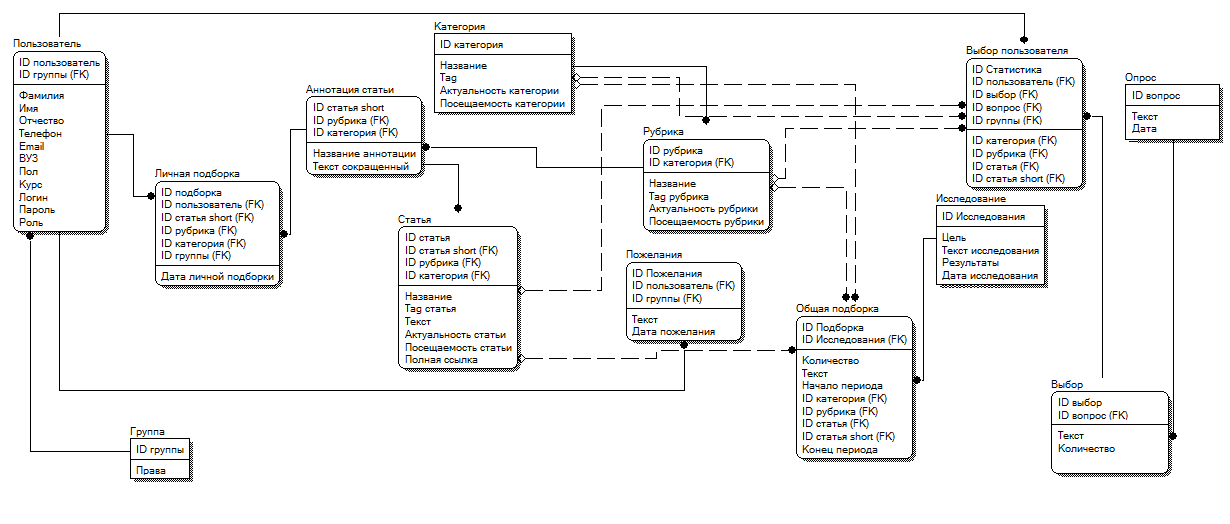 Пользователь
ID пользователь
ID группы (FK)
Фамилия
Имя
Отчество
Телефон
Email
ВУЗ
Пол
Курс
Логин
Пароль
Роль
Личная подборка
ID подборка
ID пользователь (FK)
ID статья short (FK)
ID рубрика (FK)
ID категория (FK)
ID группы (FK)
Дата личной подборки
Группа
ID группы
Права
Аннотация статьи
ID статья short
ID рубрика (FK)
ID категория (FK)
Название аннотации
Текст сокращенный
Категория
ID категория
Название
Tag
Актуальность категории
Посещаемость категории
Статья
ID статья
ID статья short (FK)
ID рубрика (FK)
ID категория (FK)
Название
Tag статья
Текст
Актуальность статьи
Посещаемость статьи
Полная ссылка
Рубрика
ID рубрика
ID категория (FK)
Название
Tag рубрика
Актуальность рубрики
Посещаемость рубрики
Пожелания
ID Пожелания
ID пользователь (FK)
ID группы (FK)
Текст
Дата пожелания
Общая подборка
ID Подборка
ID Исследования (FK)
Количество
Текст
Начало периода
ID категория (FK)
ID рубрика (FK)
ID статья (FK)
ID статья short (FK)
Конец периода
Выбор пользователя
ID Статистика
ID пользователь (FK)
ID выбор (FK)
ID вопрос (FK)
ID группы (FK)
ID категория (FK)
ID рубрика (FK)
ID статья (FK)
ID статья short (FK)
Исследование
ID Исследования
Цель
Текст исследования
Результаты
Дата исследования
Опрос
ID вопрос
Текст
Дата
Выбор
ID выбор
ID вопрос (FK)
Текст
Количество